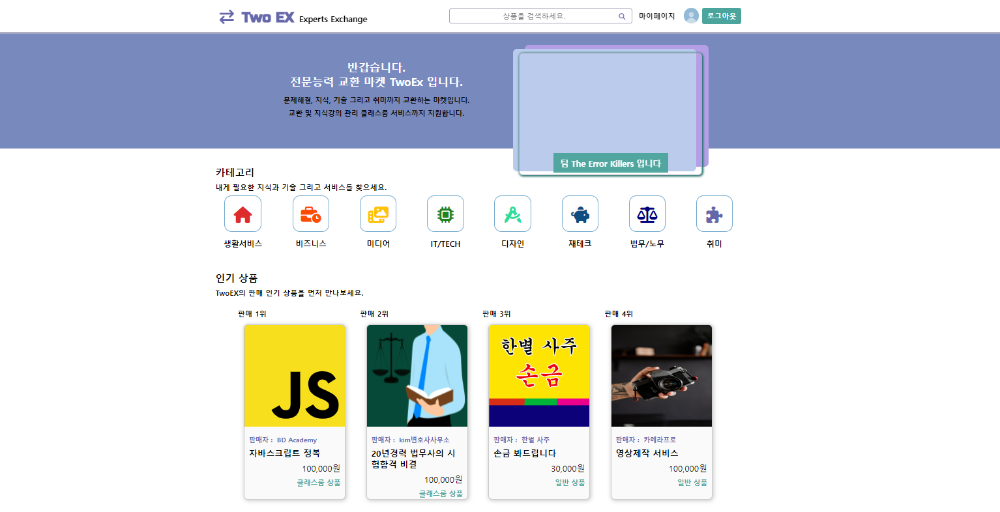 Two EX Experts Exchange
상품을 검색하세요.
마이페이지
로그아웃
반갑습니다.
전문능력 교환 마켓 TwoEx 입니다.
문제해결, 지식, 기술 그리고 취미까지 교환하는 마켓입니다.
교환 및 지식강의 관리 클래스룸 서비스까지 지원합니다.
팀 The Error Killers 입니다
카테고리
내게 필요한 지식과 기술 그리고 서비스들 찾으세요.
생활서비스
비즈니스
미디어
IT/TECH
디자인
재테크
법무/노무
취미
인기 상품
TwoEX의 판매 인기 상품을 먼저 만나보세요.
판매 1위
JS
판매자 : BD Academy
자바스크립트 정복
100,000원
클래스룸 상품
판매 2위
판매자 : kim변호사사무소
20년경력 법무사의 시
험합격 비결
100,000원
클래스룸 상품
판매 3위
한별 사주
손금
판매자 : 한별 사주
손금 봐드립니다
30,000원
일반 상품
판매 4위
판매자 : 카메라프로
영상제작 서비스
100,000원
일반 상품